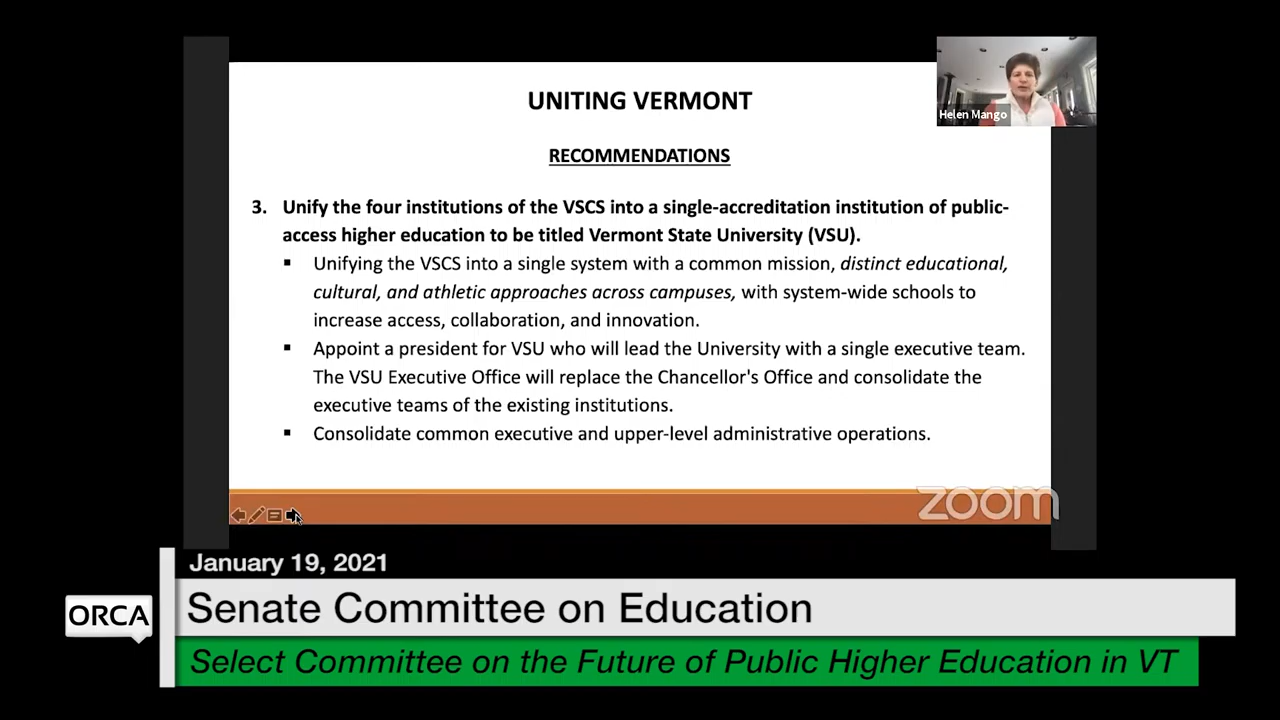 UNITING VERMONT
Helen Mango
RECOMMENDATIONS
3. Unify the four institutions of the VSCS into a single-accreditation institution of public-
access higher education to be titled Vermont State University (VSU).
▪ Unifying the VSCS into a single system with a common mission, distinct educational,
cultural, and athletic approaches across campuses, with system-wide schools to
increase access, collaboration, and innovation.
▪ Appoint a president for VSU who will lead the University with a single executive team.
The VSU Executive Office will replace the Chancellor's Office and consolidate the
executive teams of the existing institutions.
▪ Consolidate common executive and upper-level administrative operations.
zoom
January 19, 2021
ORCA
Senate Committee on Education
Select Committee on the Future of Public Higher Education in VT